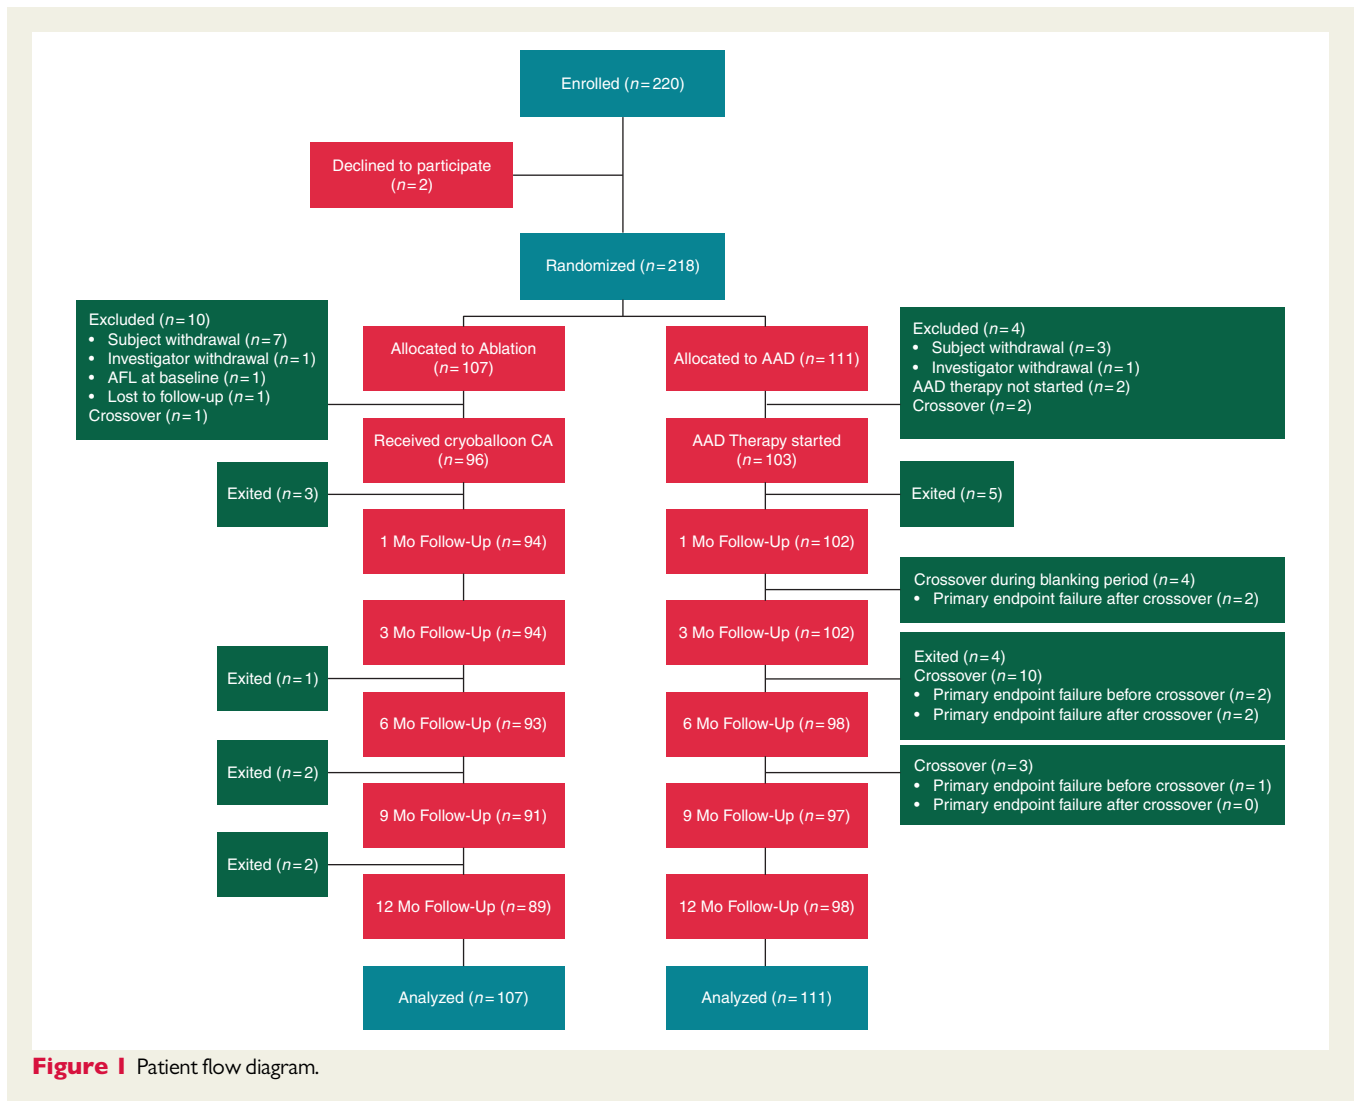 Enrolled (n=220)
Declined to participate
(n=2)
Randomized (n=218)
Excluded (n=10)
• Subject withdrawal (n=7)
• Investigator withdrawal (n=1)
• AFL at baseline (n=1)
• Lost to follow-up (n=1)
Crossover (n=1)
Allocated to Ablation
(n=107)
Allocated to AAD (n=111)
Excluded (n=4)
• Subject withdrawal (n=3)
• Investigator withdrawal (n=1)
AAD therapy not started (n=2)
Crossover (n=2)
Received cryoballoon CA
(n=96)
AAD Therapy started
(n=103)
Exited (n=3)
Exited (n=5)
1 Mo Follow-Up (n=94)
1 Mo Follow-Up (n=102)
Crossover during blanking period (n=4)
• Primary endpoint failure after crossover (n=2)
3 Mo Follow-Up (n=94)
3 Mo Follow-Up (n=102)
Exited (n=1)
Exited (n=4)
Crossover (n=10)
• Primary endpoint failure before crossover (n=2)
• Primary endpoint failure after crossover (n=2)
6 Mo Follow-Up (n=93)
6 Mo Follow-Up (n=98)
Exited (n=2)
Crossover (n=3)
• Primary endpoint failure before crossover (n=1)
• Primary endpoint failure after crossover (n=0)
9 Mo Follow-Up (n=91)
9 Mo Follow-Up (n=97)
Exited (n=2)
12 Mo Follow-Up (n=89)
12 Mo Follow-Up (n=98)
Analyzed (n=107)
Analyzed (n=111)
Figure 1 Patient flow diagram.